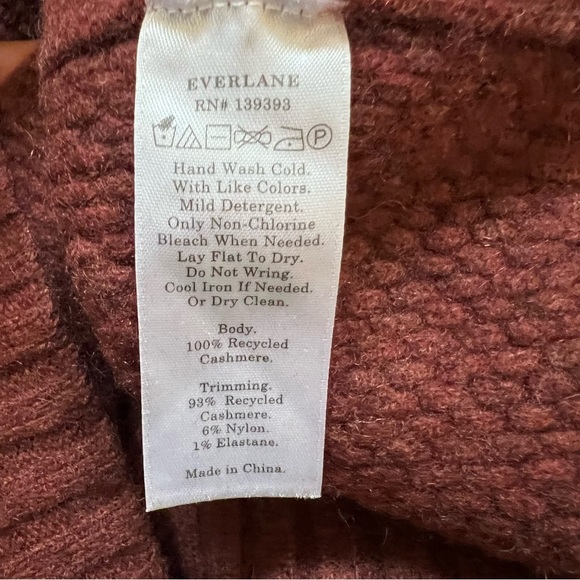 EVERLANE
RN# 139393
P
Hand Wash Cold.
With Like Colors.
Mild Detergent.
Only Non-Chlorine
Bleach When Needed.
Lay Flat To Dry.
Do Not Wring.
Cool Iron If Needed.
Or Dry Clean.
Body.
100% Recycled
Cashmere.
Trimming.
93% Recycled
Cashmere.
6% Nylon.
1% Elastane.
Made in China.